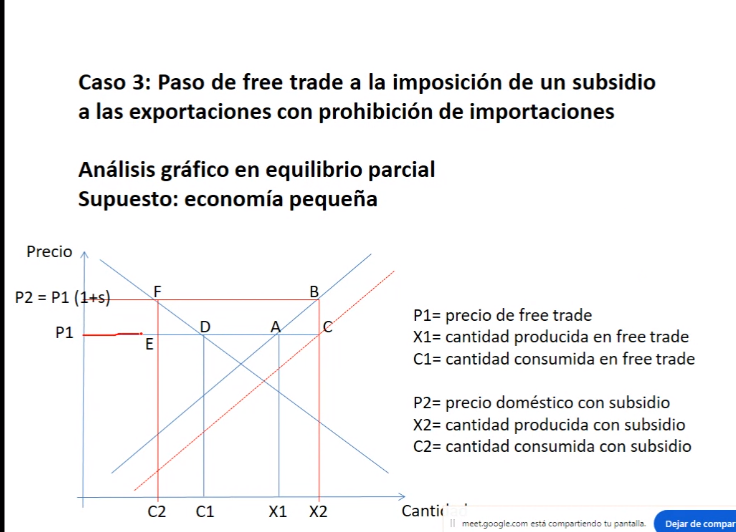 Caso 3: Paso de free trade a la imposición de un subsidio
a las exportaciones con prohibición de importaciones
Análisis gráfico en equilibrio parcial
Supuesto: economía pequeña
Precio
P2 = P1 (1+s)
F
B
P1
E
D
A
C
P1= precio de free trade
X1= cantidad producida en free trade
C1= cantidad consumida en free trade
P2= precio doméstico con subsidio
X2= cantidad producida con subsidio
C2= cantidad consumida con subsidio
C2 C1 X1 X2
meet.google.com está compartiendo tu pantalla.
Dejar de compar